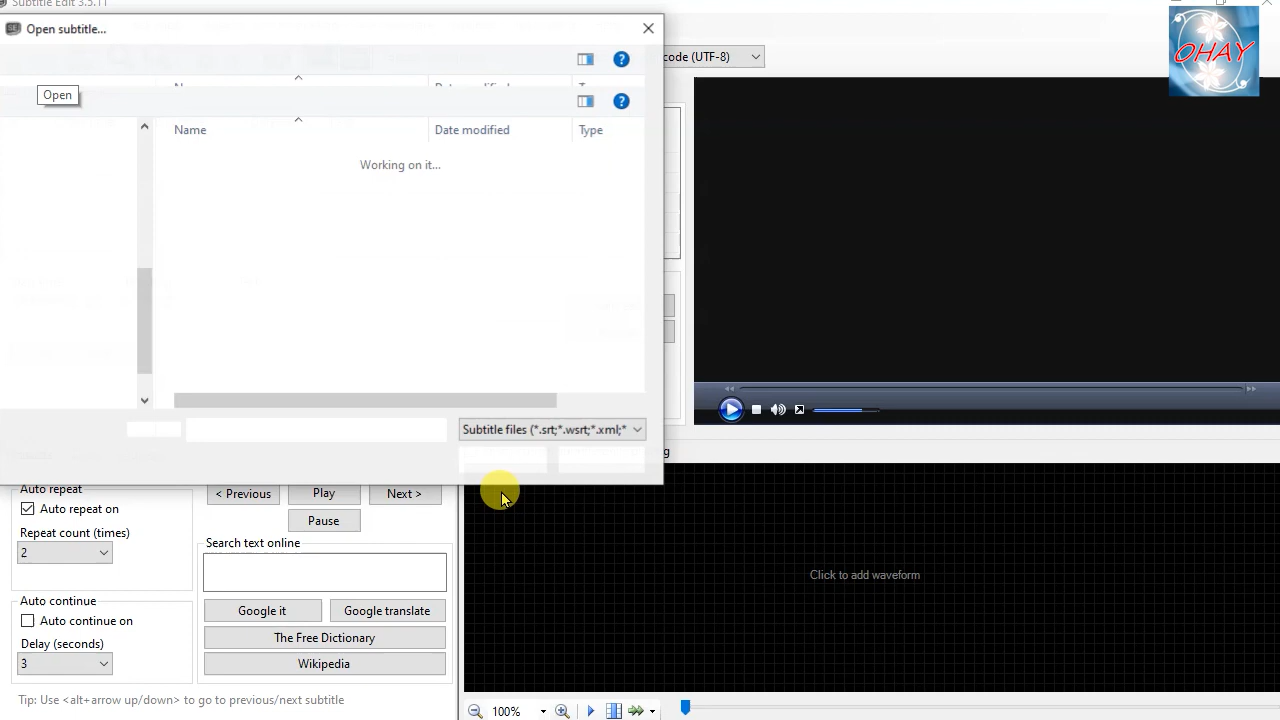 Subtitle Edit 3.5.11
Open subtitle...
code (UTF-8)
OHAY
Open
Name
Date modified
Type
Working on it...
Subtitle files (*.srt;*.wsrt;*.xml;*
Auto repeat
Auto repeat on
Repeat count (times)
2
< Previous
Play
Next >
Pause
Search text online
Google it
Google translate
The Free Dictionary
Wikipedia
Auto continue
Auto continue on
Delay (seconds)
3
Tip: Use <alt+arrow up/down> to go to previous/next subtitle
Click to add waveform
100%